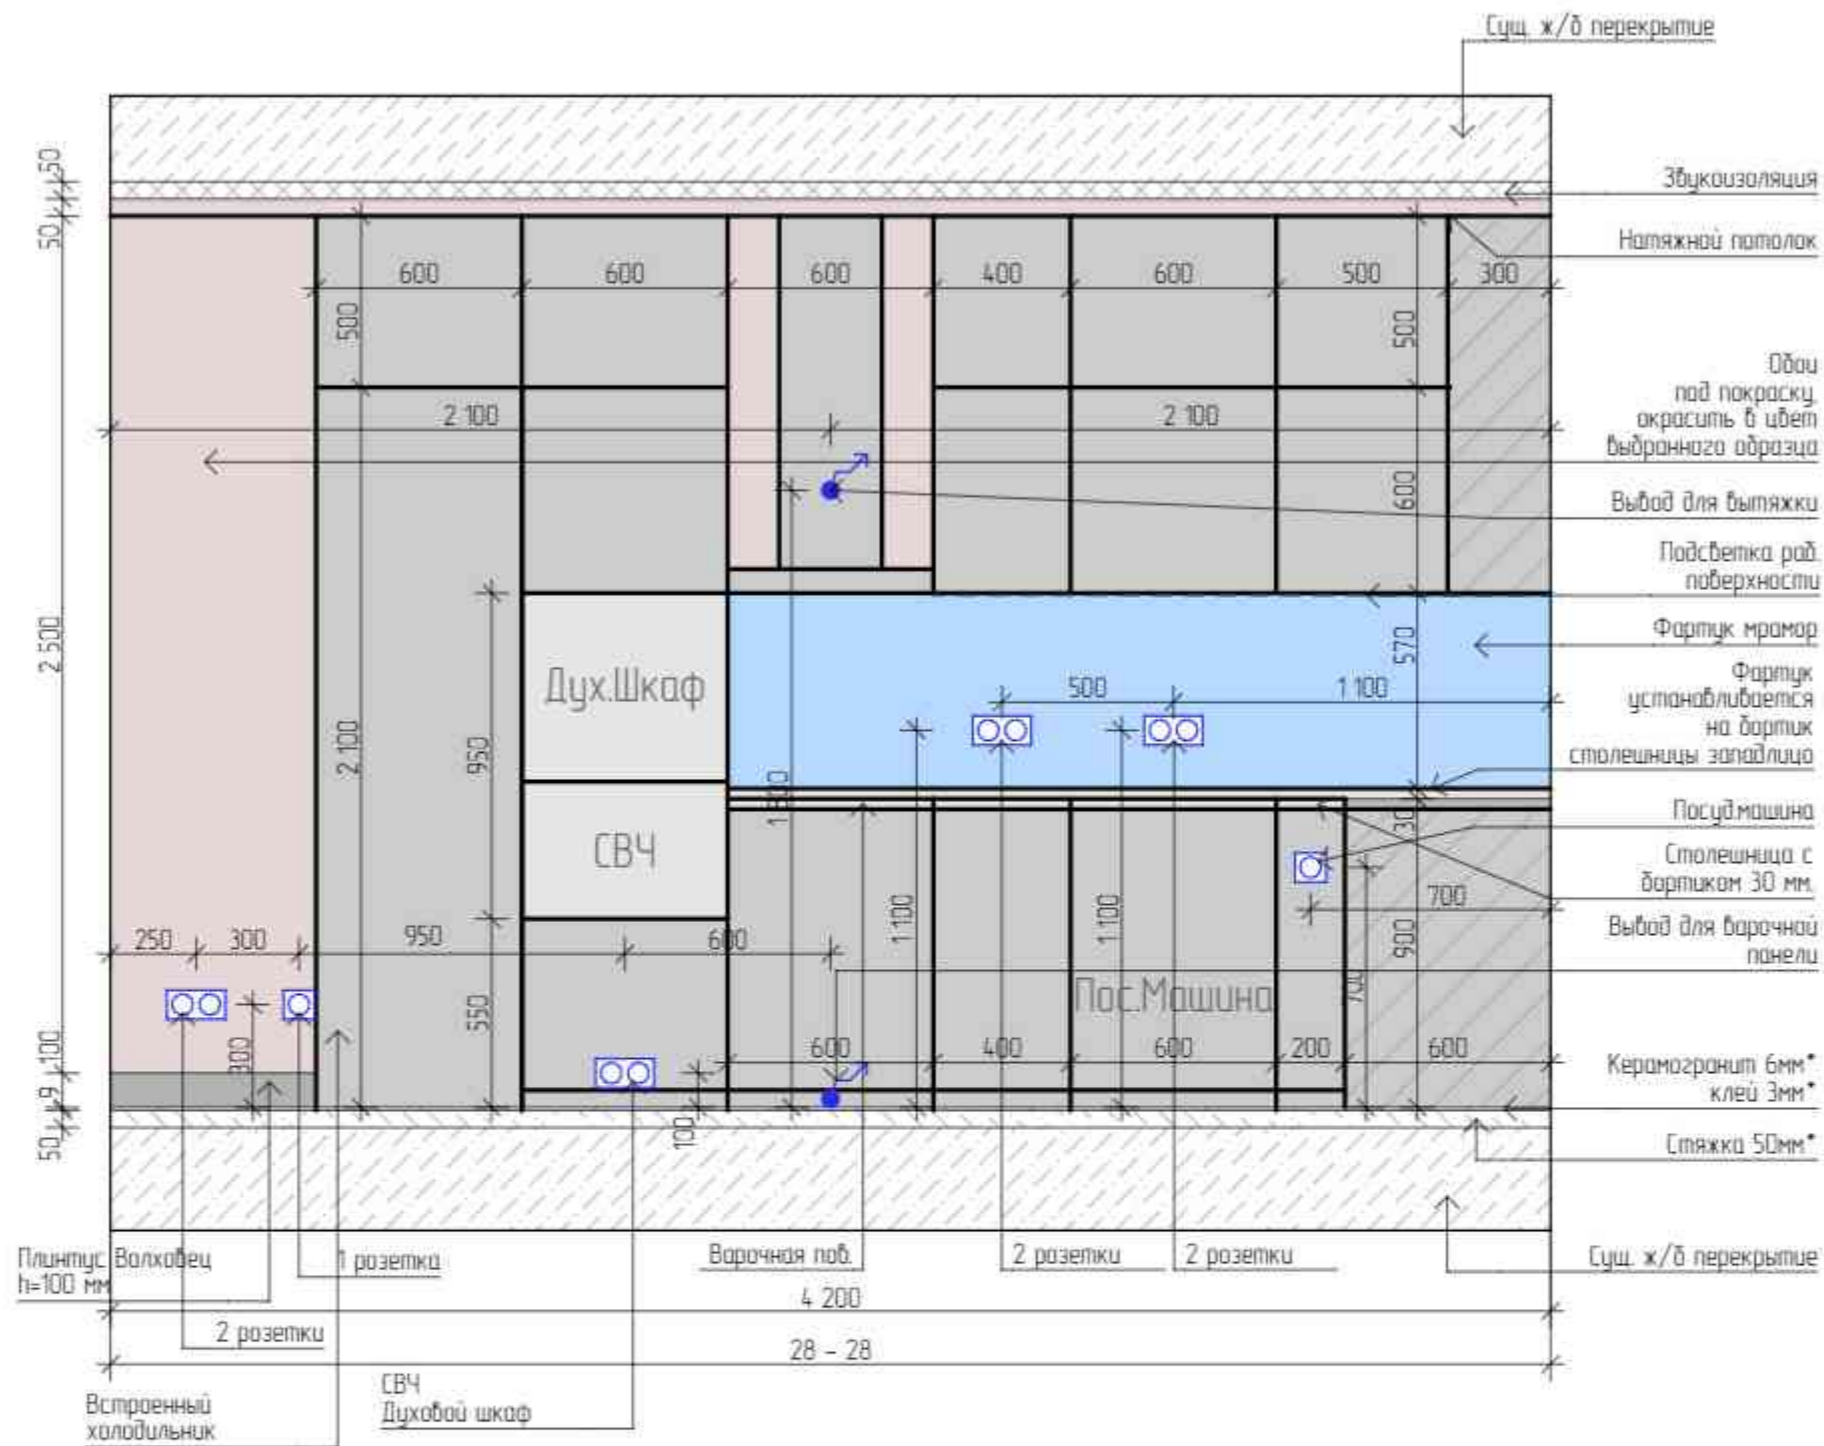 Сущ. ж/б перекрытие
Звукоизоляция
Натяжной потолок
50
50
600
600
600
400
600
500
300
500
500
Обои
под покраску,
окрасить в цвет
выбранного образца
2 100
2 100
600
Вывод для вытяжки
Подсветка раб.
поверхности
2 500
570
Фартук мрамор
Дух.Шкаф
500
1 100
Фартук
устанавливается
на бортик
столешницы западлицо
2 100
950
1 800
30
Посуд.машина
СВЧ
Столешница с
бортиком 30 мм.
1 100
1 100
700
900
250
300
950
600
Вывод для варочной
панели
Пос.Машина
700
550
300
100
600
400
600
200
600
Керамогранит 6мм*
клей 3мм*
9
50
100
Стяжка 50мм*
Плинтус Волховец
h=100 мм
1 розетка
Варочная пов.
2 розетки
2 розетки
Сущ. ж/б перекрытие
4 200
2 розетки
28 - 28
СВЧ
Духовой шкаф
Встроенный
холодильник